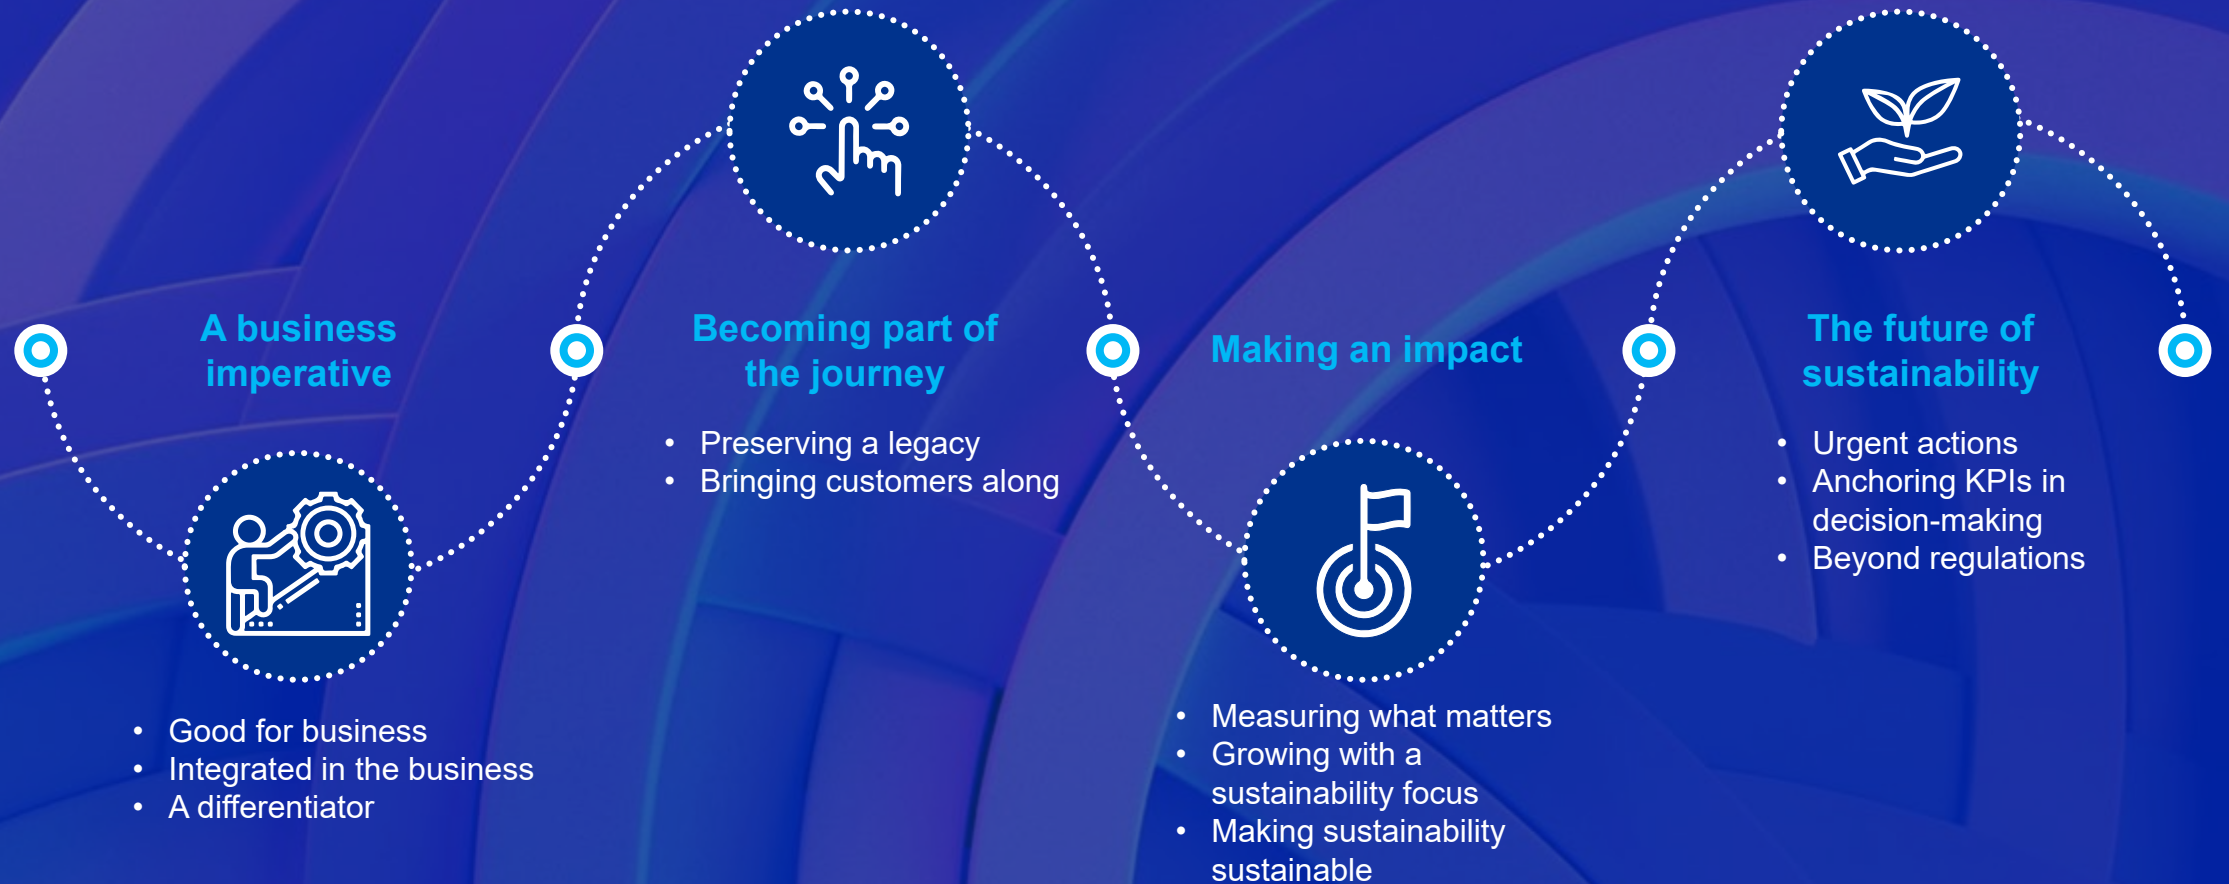 A business
imperative
• Good for business
• Integrated in the business
• A differentiator
Becoming part of
the journey
• Preserving a legacy
• Bringing customers along
Making an impact
• Measuring what matters
• Growing with a
sustainability focus
• Making sustainability
sustainable
The future of
sustainability
• Urgent actions
• Anchoring KPIs in
decision-making
• Beyond regulations